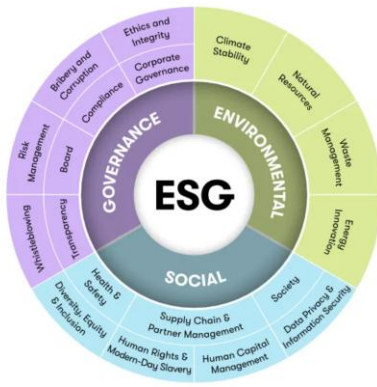 ESG
ENVIRONMENTAL
Climate
Stability
Natural
Resources
Waste
Management
Energy
Innovation
SOCIAL
Society
Data Privacy &
Information Security
Supply Chain &
Partner Management
Human Capital
Management
Human Rights &
Modern-Day Slavery
Health &
Safety
Diversity, Equity
& Inclusion
GOVERNANCE
Transparency
Whistleblowing
Board
Risk
Management
Compliance
Bribery and
Corruption
Corporate
Governance
Ethics and
Integrity